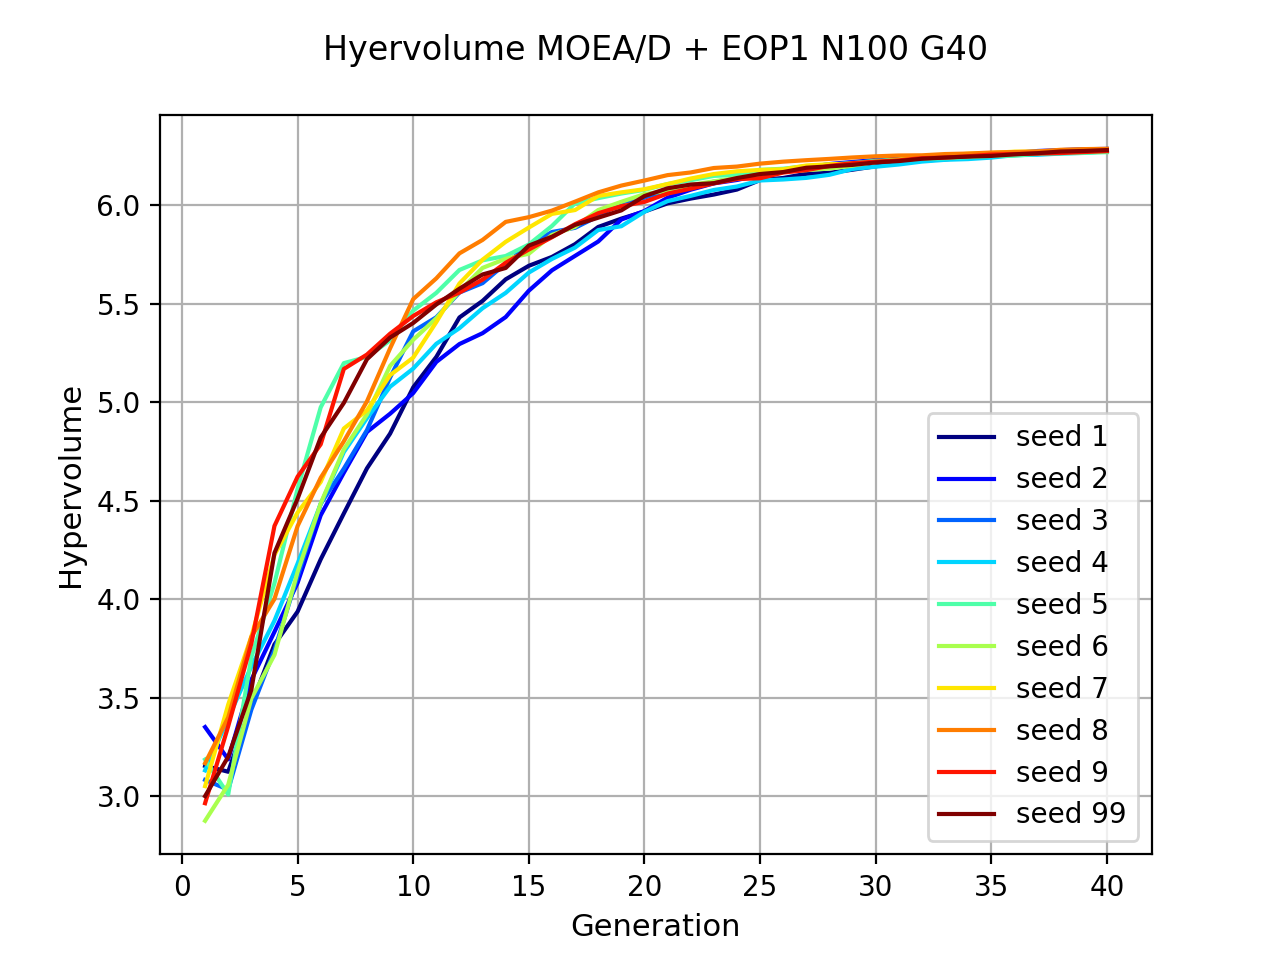 Hyervolume MOEA/D + EOP1 N100 G40
Hypervolume
6.0
5.5
5.0
4.5
4.0
3.5
3.0
seed 1
seed 2
seed 3
seed 4
seed 5
seed 6
seed 7
seed 8
seed 9
seed 99
0 5 10 15 20 25 30 35 40
Generation